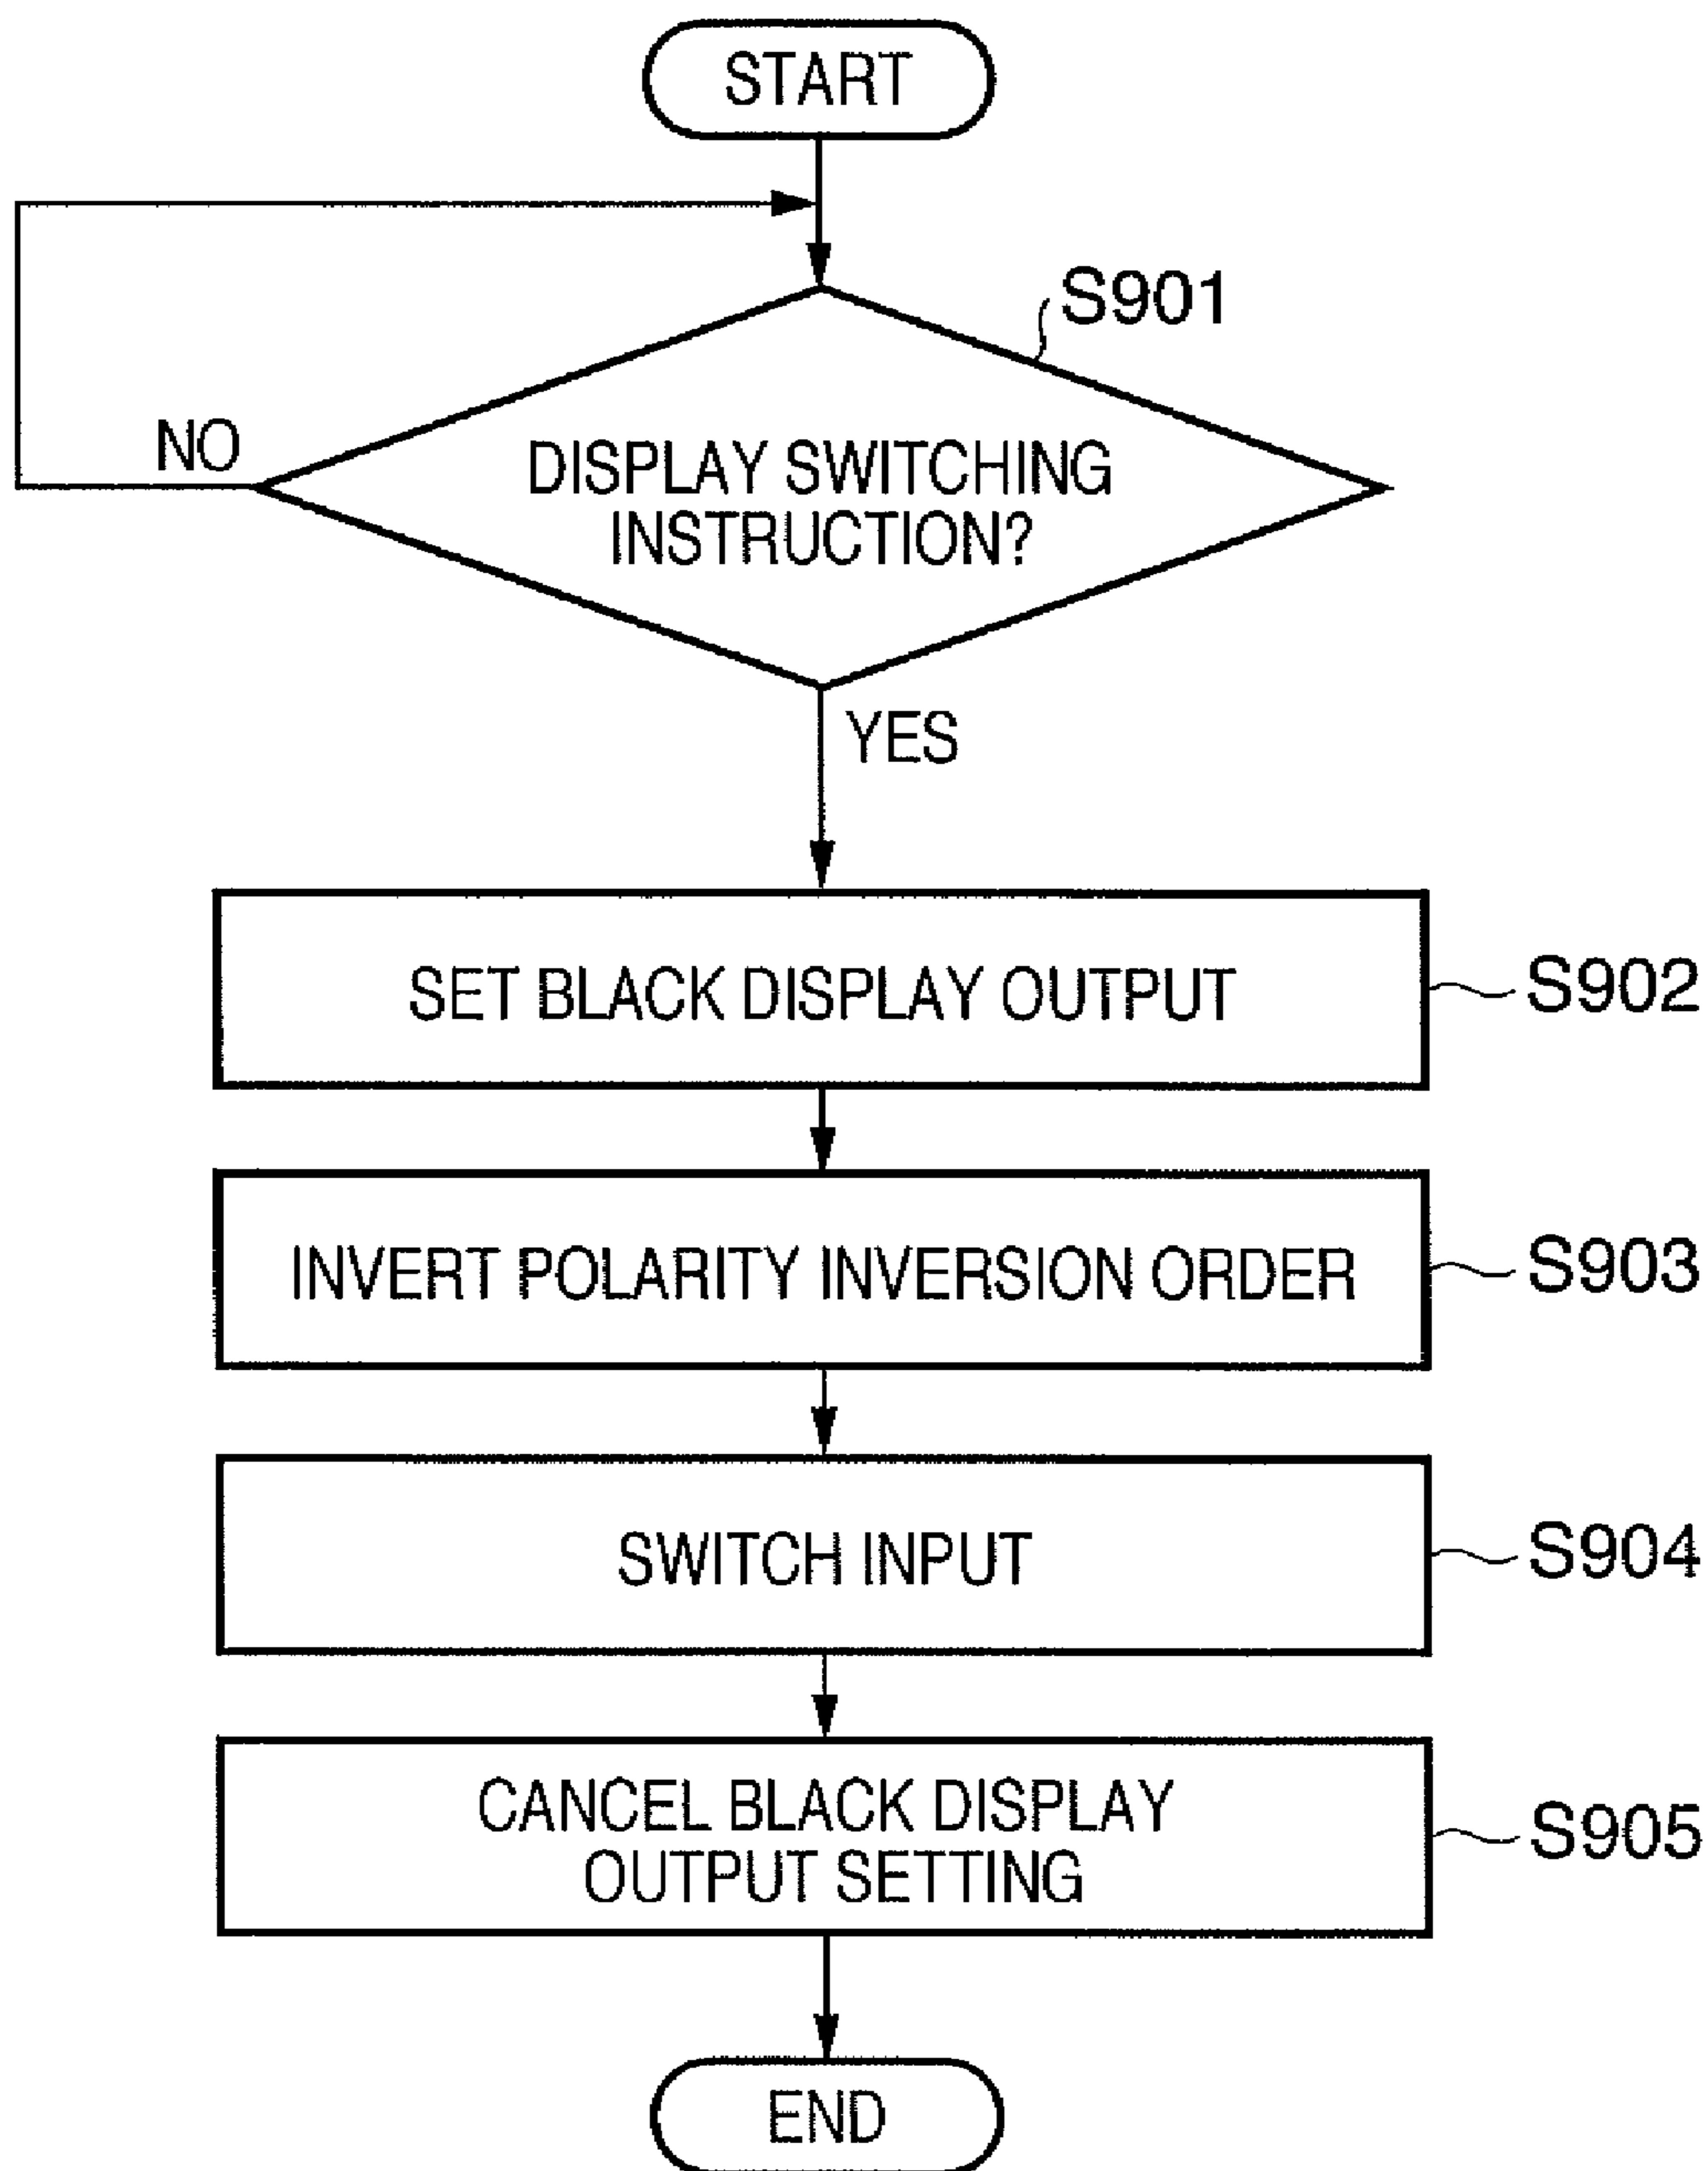 START
S901
NO
DISPLAY SWITCHING
INSTRUCTION?
YES
SET BLACK DISPLAY OUTPUT
S902
INVERT POLARITY INVERSION ORDER
S903
SWITCH INPUT
S904
CANCEL BLACK DISPLAY
OUTPUT SETTING
S905
END